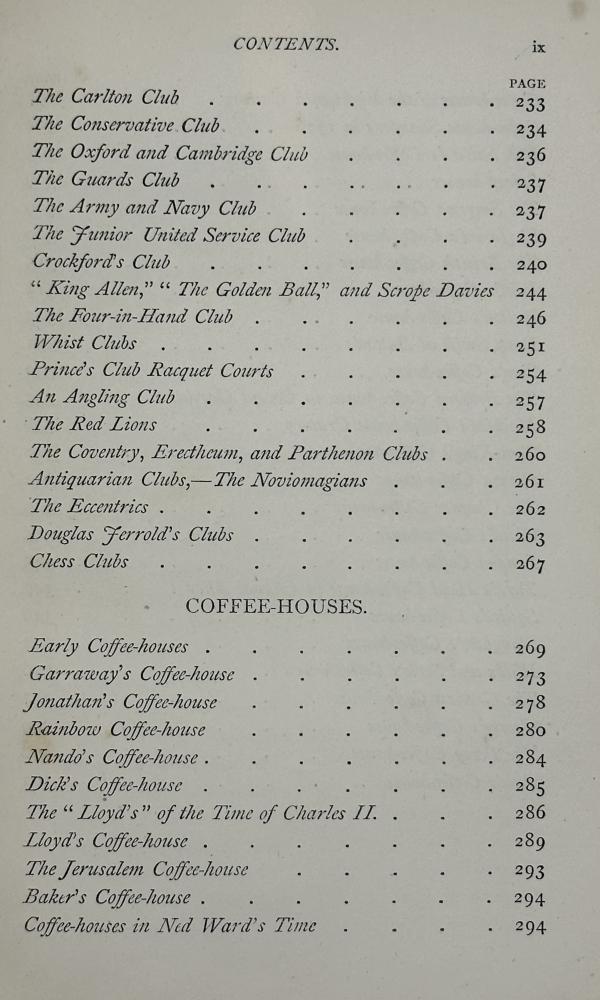 CONTENTS. ix
PAGE
The Carlton Club . . . . . . . 233
The Conservative Club . . . . . . 234
The Oxford and Cambridge Club . . . . 236
The Guards Club . . . . . . . 237
The Army and Navy Club . . . . . 237
The Junior United Service Club . . . . 239
Crockford's Club . . . . . . . 240
“ King Allen,” “ The Golden Ball,” and Scrope Davies 244
The Four-in-Hand Club . . . . . . 246
Whist Clubs . . . . . . . . 251
Prince's Club Racquet Courts . . . . . 254
An Angling Club . . . . . . . 257
The Red Lions . . . . . . . 258
The Coventry, Erectheum, and Parthenon Clubs . . 260
Antiquarian Clubs,—The Noviomagians . . . 261
The Eccentrics . . . . . . . . 262
Douglas Jerrold's Clubs . . . . . . 263
Chess Clubs . . . . . . . . 267
COFFEE-HOUSES.
Early Coffee-houses . . . . . . . 269
Garraway's Coffee-house . . . . . . 273
Jonathan's Coffee-house . . . . . . 278
Rainbow Coffee-house . . . . . . 280
Nando's Coffee-house . . . . . . . 284
Dick's Coffee-house . . . . . . . 285
The “ Lloyd's” of the Time of Charles II. . . . 286
Lloyd's Coffee-house . . . . . . . 289
The Jerusalem Coffee-house . . . . . 293
Baker's Coffee-house . . . . . . . 294
Coffee-houses in Ned Ward's Time . . . . 294